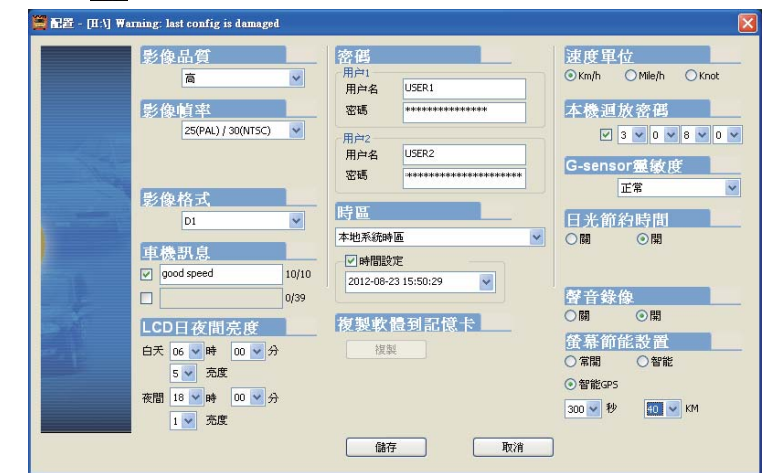 配置 - [H:\] Warning: last config is damaged
影像品質
高
影像幀率
25(PAL) / 30(NTSC)
影像格式
D1
車機訊息
good speed 10/10
0/39
LCD日夜間亮度
白天 06 時 00 分
5 亮度
夜間 18 時 00 分
1 亮度
密碼
用户1
用户名 USER1
密碼 ***************
用户2
用户名 USER2
密碼 **********************
時區
本地系統時區
時間設定
2012-08-23 15:50:29
複製軟體到記憶卡
複製
速度單位
Km/h Mile/h Knot
本機迴放密碼
3 0 8 0
G-sensor靈敏度
正常
日光節約時間
關 開
聲音錄像
關 開
螢幕節能設置
常開 智能
智能GPS
300 秒 40 KM
儲存 取消